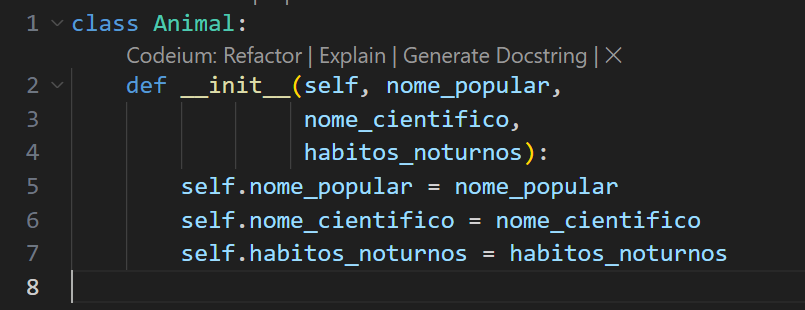 1 class Animal:
Codeium: Refactor | Explain | Generate Docstring | ×
2 def __init__(self, nome_popular,
3 nome_cientifico,
4 habitos_noturnos):
5 self.nome_popular = nome_popular
6 self.nome_cientifico = nome_cientifico
7 self.habitos_noturnos = habitos_noturnos
8